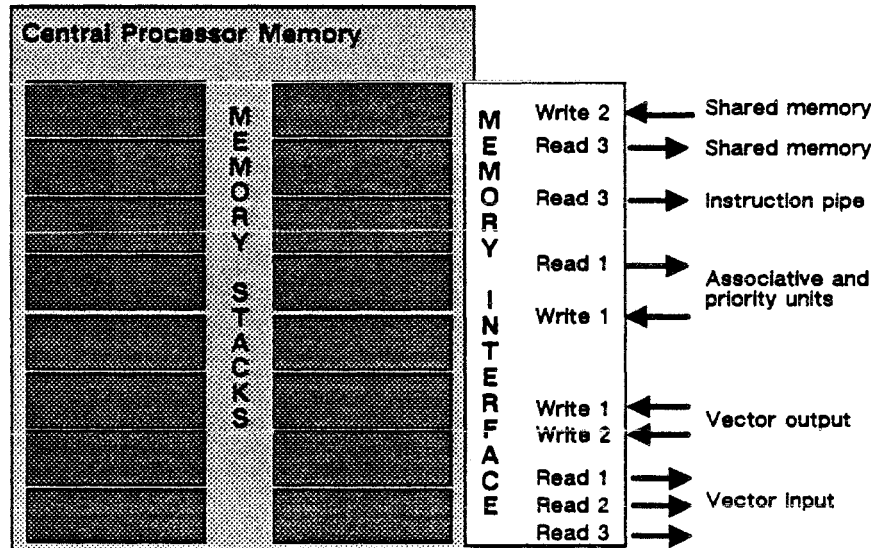 Central Processor Memory
MEMORY STACKS
MEMORY INTERFACE
Write 2 Shared memory
Read 3 Shared memory
Read 3 Instruction pipe
Read 1
Associative and
priority units
Write 1
Write 1
Vector output
Write 2
Read 1
Read 2 Vector input
Read 3